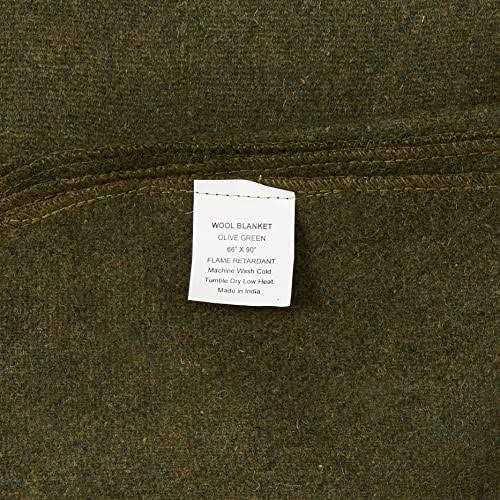 WOOL BLANKET
OLIVE GREEN
66" X 90"
FLAME RETARDANT
Machine Wash Cold
Tumble Dry Low Heat
Made in India